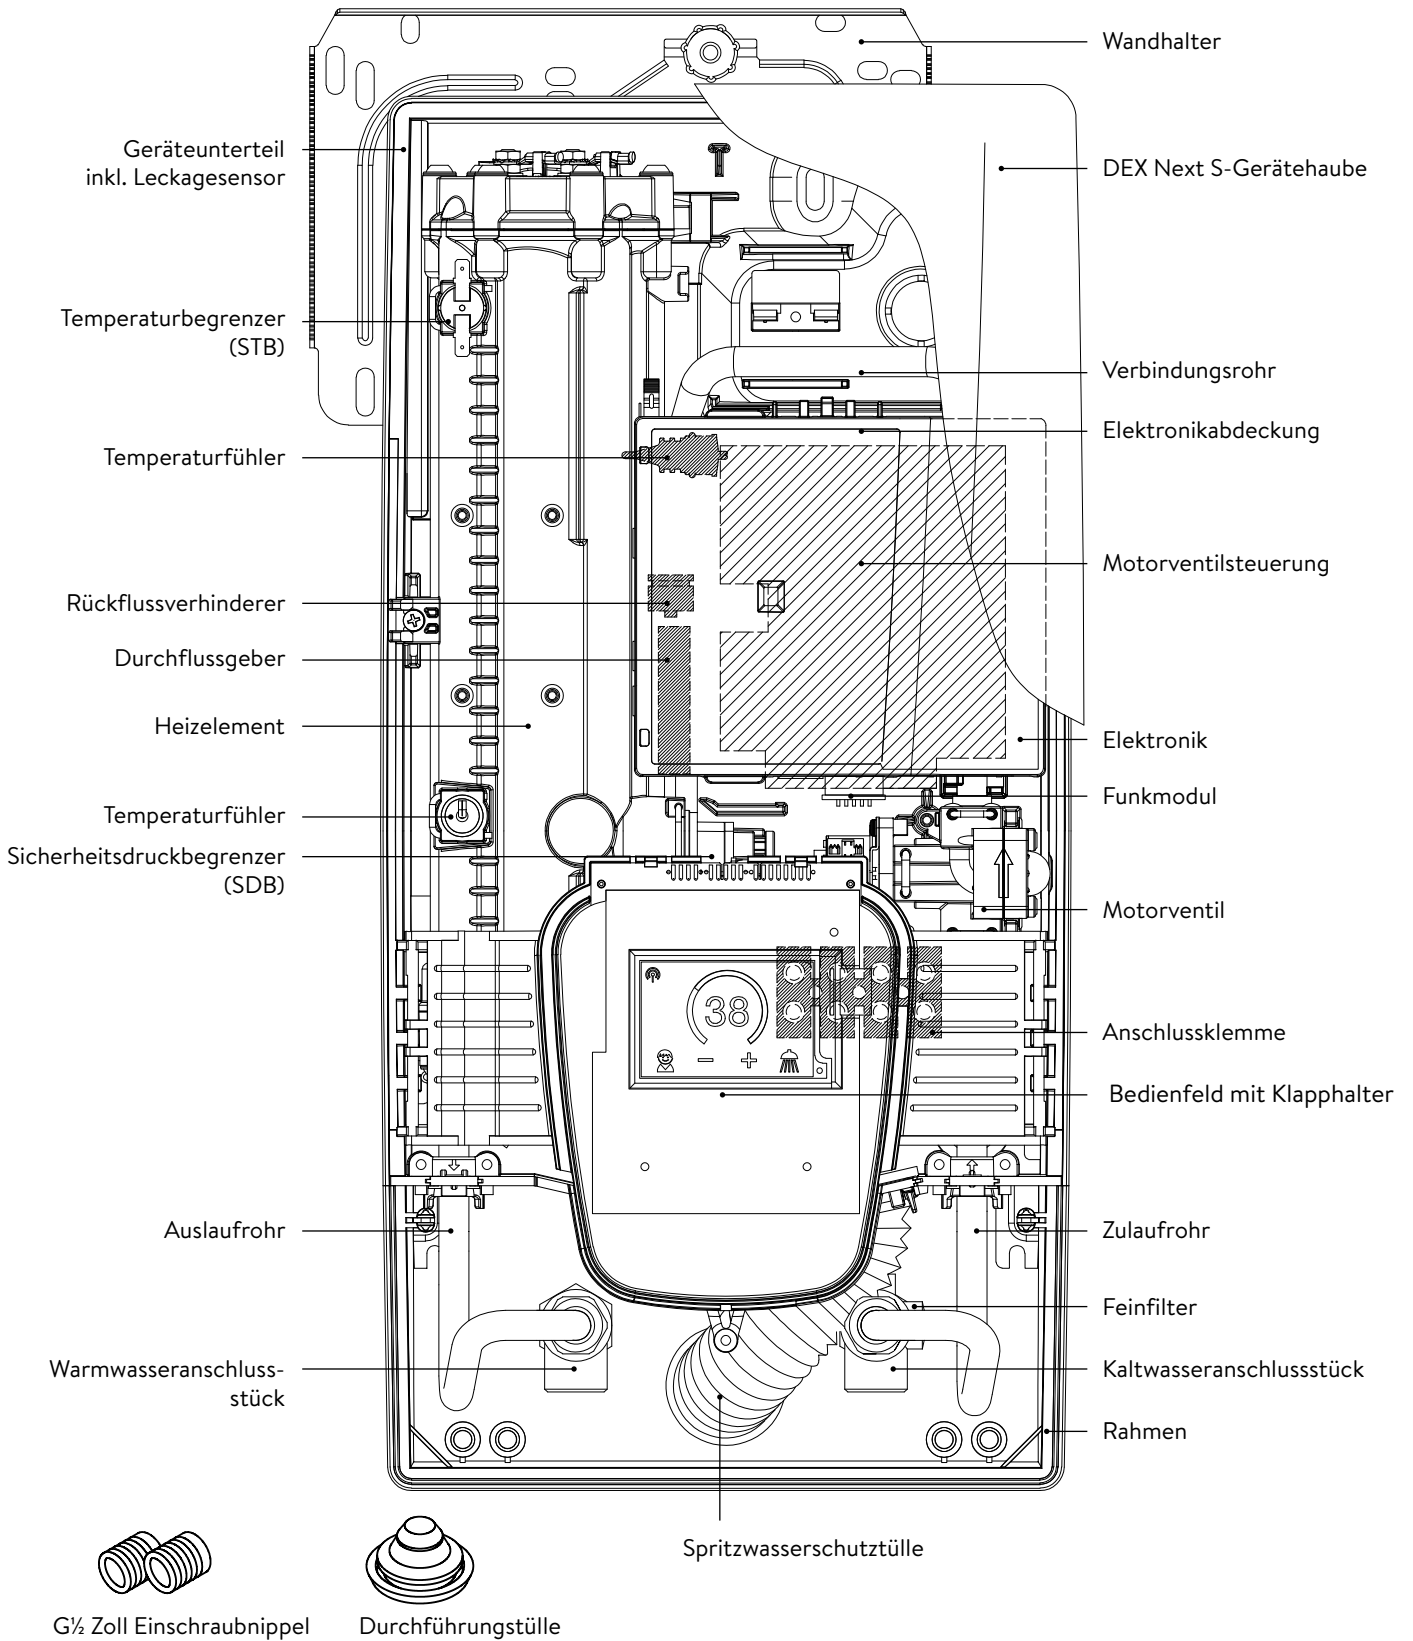 Wandhalter
Geräteunterteil
inkl. Leckagesensor
DEX Next S-Gerätehaube
Temperaturbegrenzer
(STB)
Verbindungsrohr
Elektronikabdeckung
Temperaturfühler
Motorventilsteuerung
Rückflussverhinderer
Durchflussgeber
Heizelement
Elektronik
Funkmodul
Temperaturfühler
Sicherheitsdruckbegrenzer
(SDB)
Motorventil
38
Anschlussklemme
Bedienfeld mit Klapphalter
Auslaufrohr
Zulaufrohr
Feinfilter
Warmwasseranschluss-
stück
Kaltwasseranschlussstück
Rahmen
Spritzwasserschutztülle
G½ Zoll Einschraubnippel
Durchführungstülle